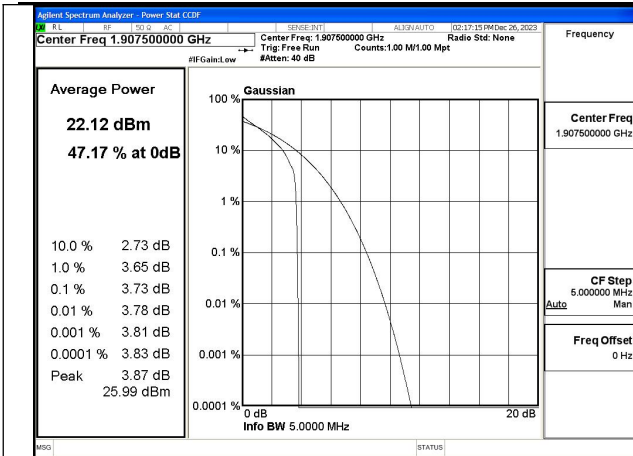 Agilent Spectrum Analyzer - Power Stat CCDF
RL RF 50 Ω AC SENSE:INT ALIGNAUTO 02:17:15 PM Dec 26, 2023
Center Freq 1.907500000 GHz
Center Freq: 1.907500000 GHz Radio Std: None
Trig: Free Run Counts:1.00 M/1.00 Mpt
#IFGain:Low #Atten: 40 dB
Frequency
Center Freq
1.907500000 GHz
CF Step
5.000000 MHz
Auto Man
Freq Offset
0 Hz
Average Power
22.12 dBm
47.17 % at 0dB
10.0 % 2.73 dB
1.0 % 3.65 dB
0.1 % 3.73 dB
0.01 % 3.78 dB
0.001 % 3.81 dB
0.0001 % 3.83 dB
Peak 3.87 dB
25.99 dBm
Gaussian
100 %
10 %
1 %
0.1 %
0.01 %
0.001 %
0.0001 %
0 dB 20 dB
Info BW 5.0000 MHz
MSG STATUS